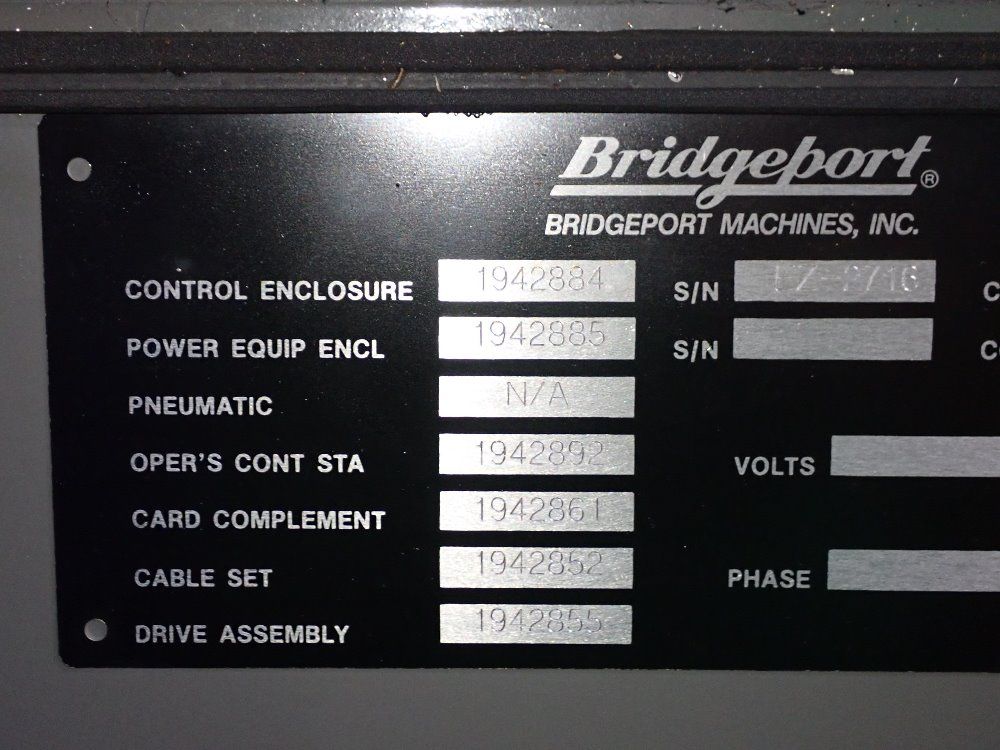 Bridgeport®
BRIDGEPORT MACHINES, INC.
CONTROL ENCLOSURE 1942884 S/N C
POWER EQUIP ENCL 1942885 S/N CO
PNEUMATIC N/A
OPER'S CONT STA 1942892 VOLTS
CARD COMPLEMENT 1942861
CABLE SET 1942852 PHASE
DRIVE ASSEMBLY 1942855